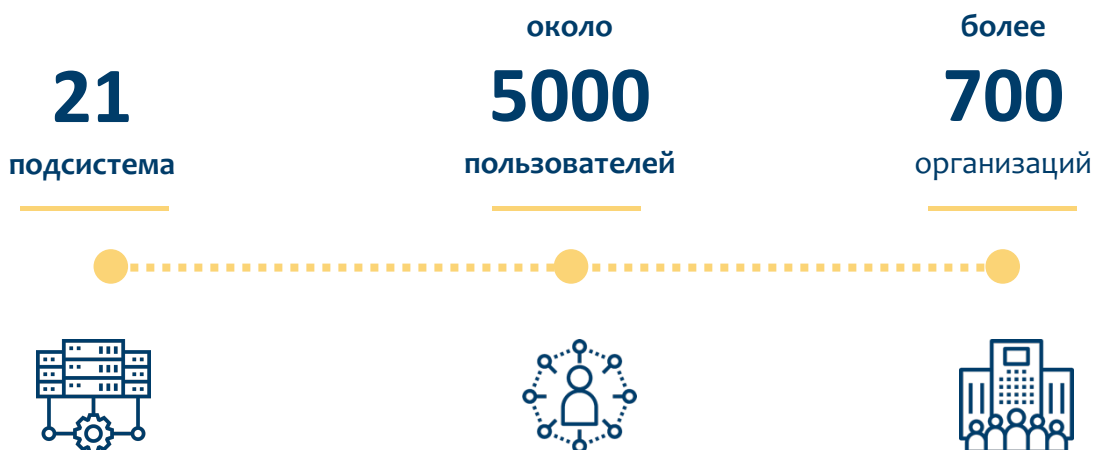 21
подсистема
около
5000
пользователей
более
700
организаций